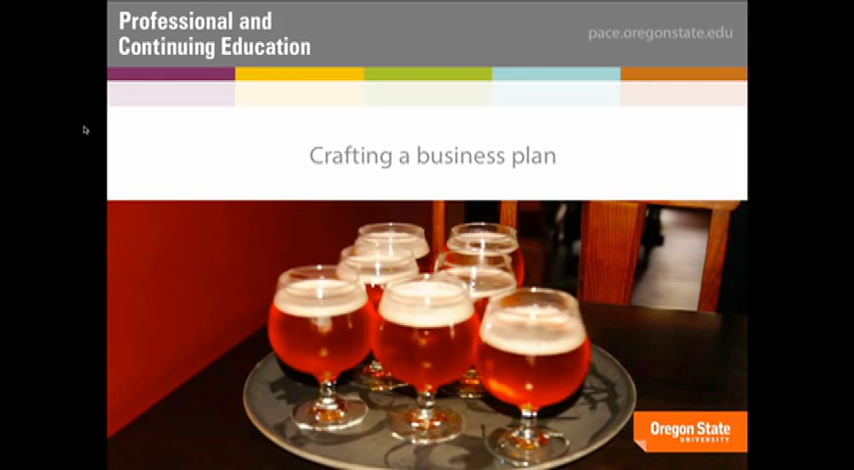 Professional and
Continuing Education
pace.oregonstate.edu
Crafting a business plan
Oregon State
UNIVERSITY